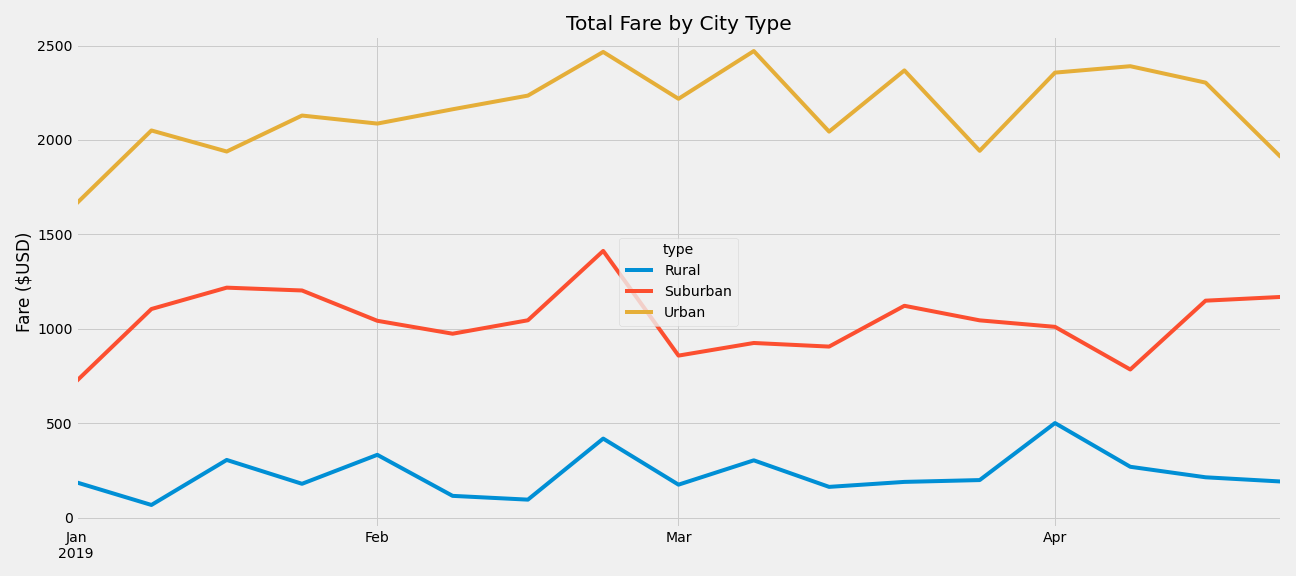 Total Fare by City Type
Fare ($USD)
2500
2000
1500
1000
500
0
type
Rural
Suburban
Urban
Jan
2019
Feb
Mar
Apr